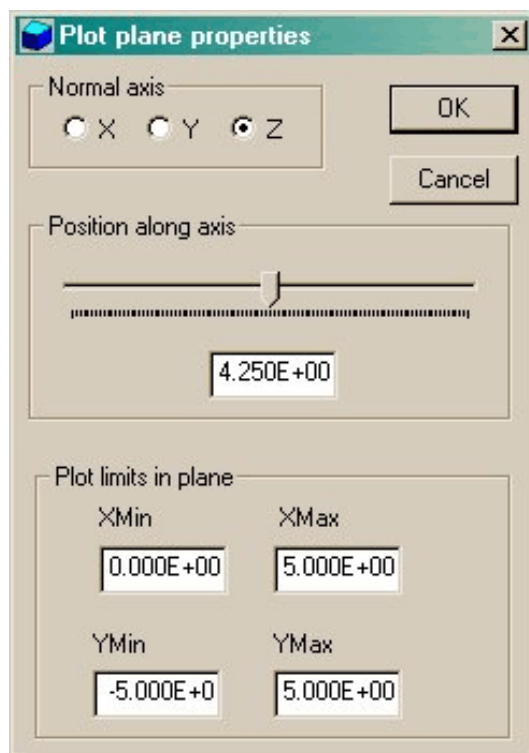 Plot plane properties
Normal axis
X Y Z
OK
Cancel
Position along axis
4.250E+00
Plot limits in plane
XMin XMax
0.000E+00 5.000E+00
YMin YMax
-5.000E+0 5.000E+00